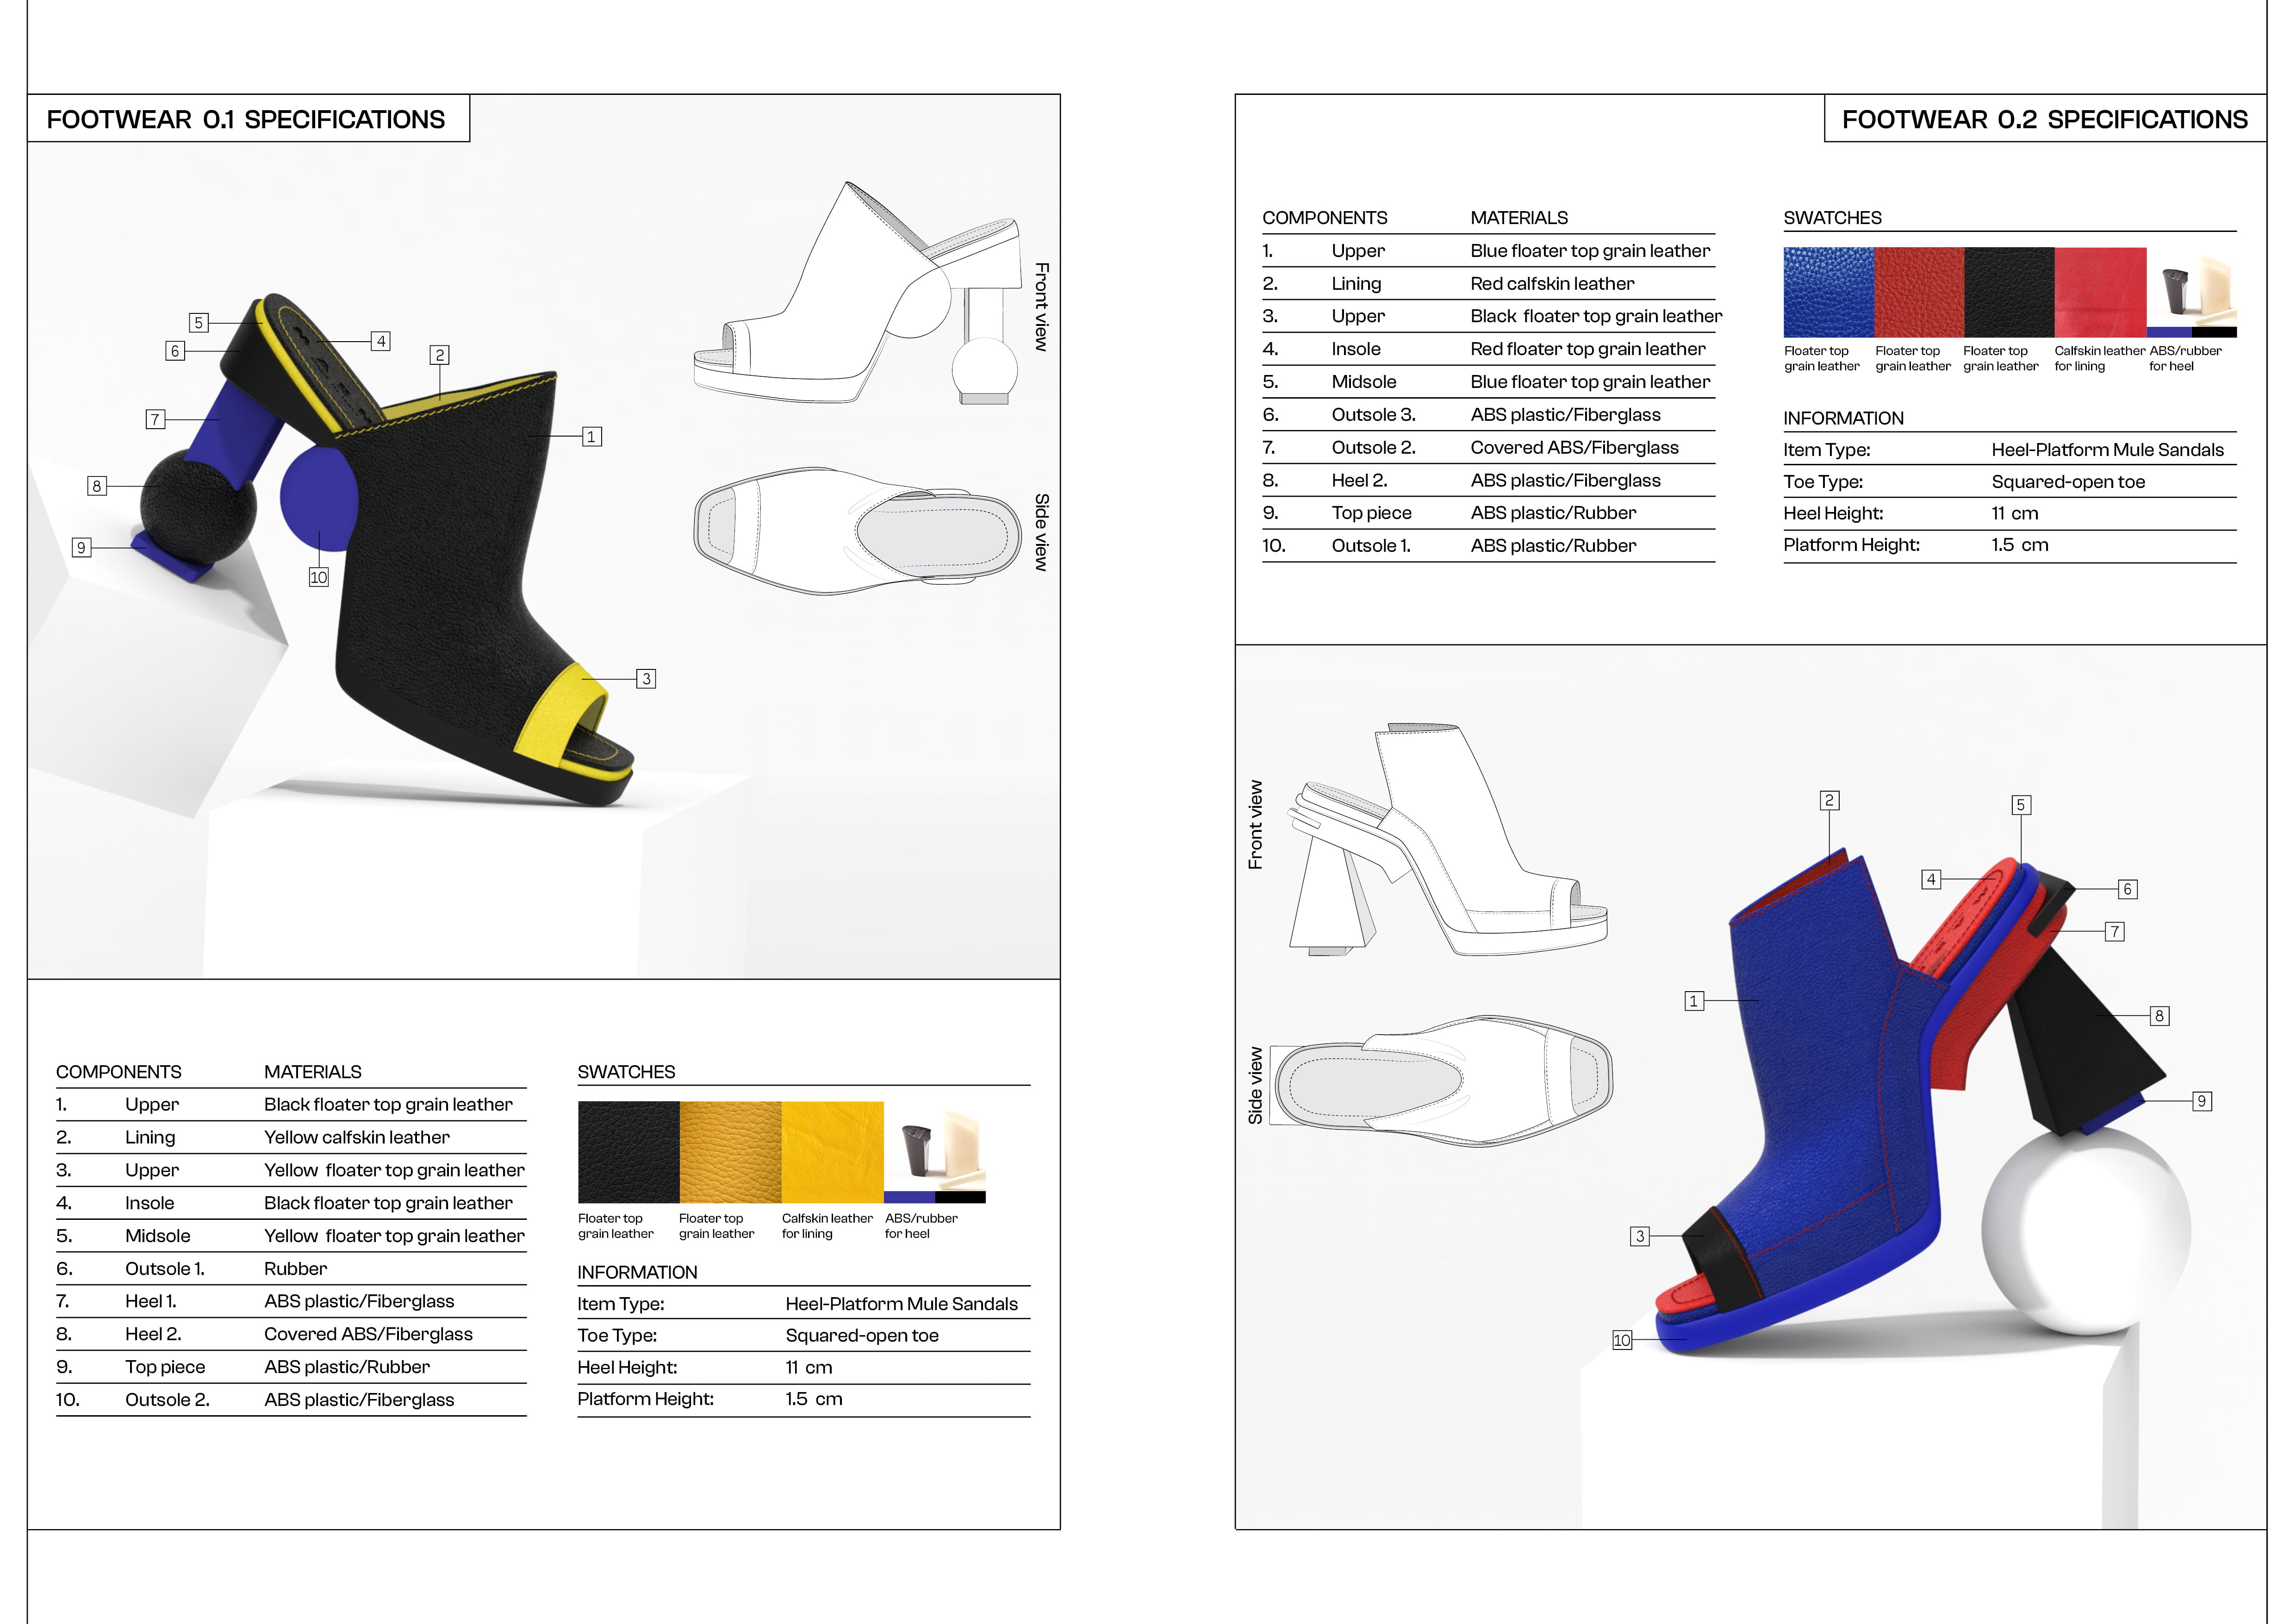 FOOTWEAR 0.1 SPECIFICATIONS
5
4
6
2
7
1
8
9
10
3
Front view
Side view
COMPONENTS MATERIALS
1. Upper Black floater top grain leather
2. Lining Yellow calfskin leather
3. Upper Yellow floater top grain leather
4. Insole Black floater top grain leather
5. Midsole Yellow floater top grain leather
6. Outsole 1. Rubber
7. Heel 1. ABS plastic/Fiberglass
8. Heel 2. Covered ABS/Fiberglass
9. Top piece ABS plastic/Rubber
10. Outsole 2. ABS plastic/Fiberglass
SWATCHES
Floater top
grain leather
Floater top
grain leather
Calfskin leather
for lining
ABS/rubber
for heel
INFORMATION
Item Type: Heel-Platform Mule Sandals
Toe Type: Squared-open toe
Heel Height: 11 cm
Platform Height: 1.5 cm
FOOTWEAR 0.2 SPECIFICATIONS
COMPONENTS MATERIALS
1. Upper Blue floater top grain leather
2. Lining Red calfskin leather
3. Upper Black floater top grain leather
4. Insole Red floater top grain leather
5. Midsole Blue floater top grain leather
6. Outsole 3. ABS plastic/Fiberglass
7. Outsole 2. Covered ABS/Fiberglass
8. Heel 2. ABS plastic/Fiberglass
9. Top piece ABS plastic/Rubber
10. Outsole 1. ABS plastic/Rubber
SWATCHES
Floater top
grain leather
Floater top
grain leather
Floater top
grain leather
Calfskin leather
for lining
ABS/rubber
for heel
INFORMATION
Item Type: Heel-Platform Mule Sandals
Toe Type: Squared-open toe
Heel Height: 11 cm
Platform Height: 1.5 cm
Front view
Side view
2
5
4
6
7
1
8
9
3
10